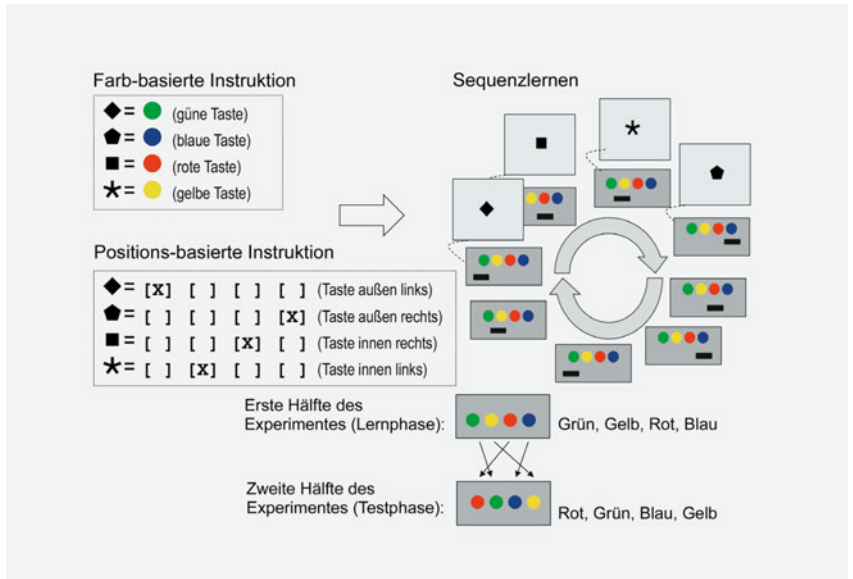 Farb-basierte Instruktion
= (güne Taste)
= (blaue Taste)
= (rote Taste)
= (gelbe Taste)
Sequenzlernen
Positions-basierte Instruktion
= [X] [ ] [ ] [ ] (Taste außen links)
= [ ] [ ] [ ] [X] (Taste außen rechts)
= [ ] [ ] [X] [ ] (Taste innen rechts)
= [ ] [X] [ ] [ ] (Taste innen links)
Erste Hälfte des
Experimentes (Lernphase):
Grün, Gelb, Rot, Blau
Zweite Hälfte des
Experimentes (Testphase):
Rot, Grün, Blau, Gelb